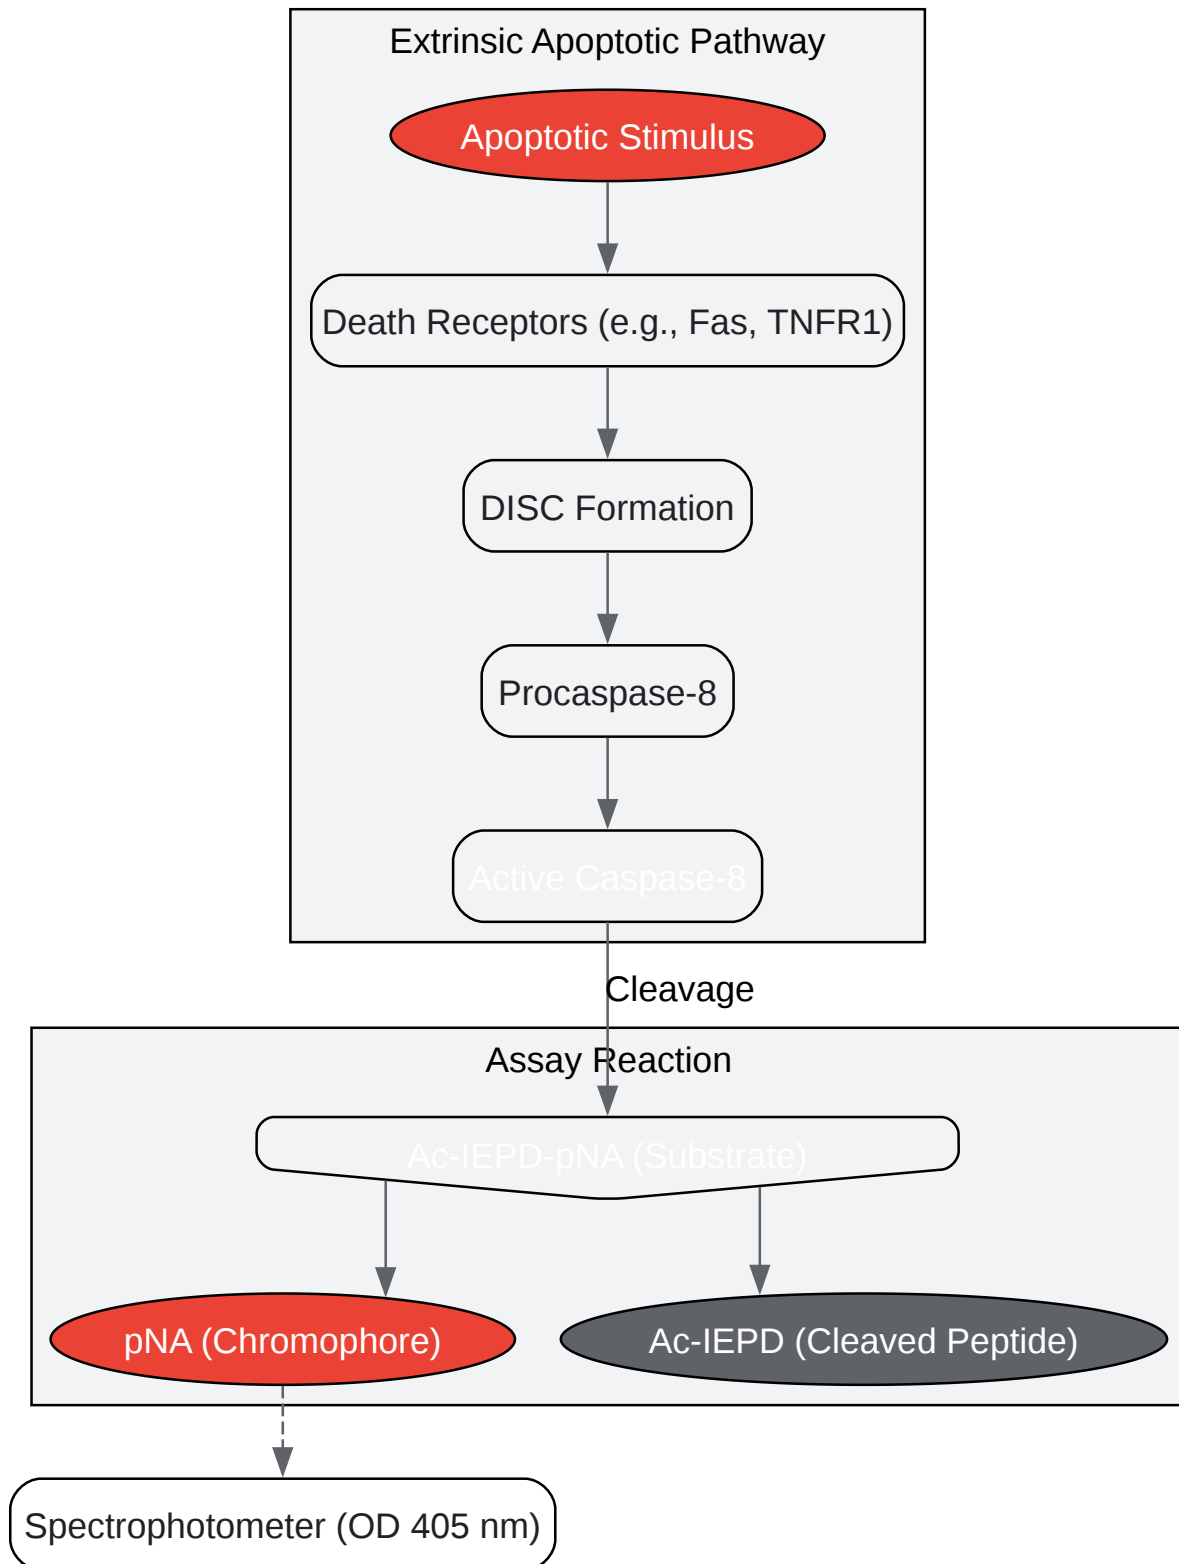 Extrinsic Apoptotic Pathway
Apoptotic Stimulus
Death Receptors (e.g., Fas, TNFR1)
DISC Formation
Procaspase-8
Active Caspase-8
Cleavage
Assay Reaction
Ac-IEPD-pNA (Substrate)
pNA (Chromophore)
Ac-IEPD (Cleaved Peptide)
Spectrophotometer (OD 405 nm)